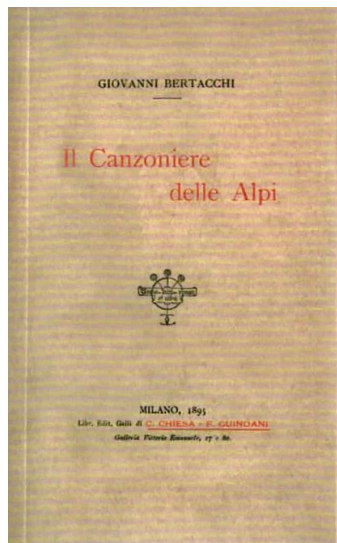 GIOVANNI BERTACCHI
Il Canzoniere
delle Alpi
MILANO, 1895
Libr. Edit. Galli di C. CHIESA - F. GUINDANI
Galleria Vittorio Emanuele, 17 e 80.